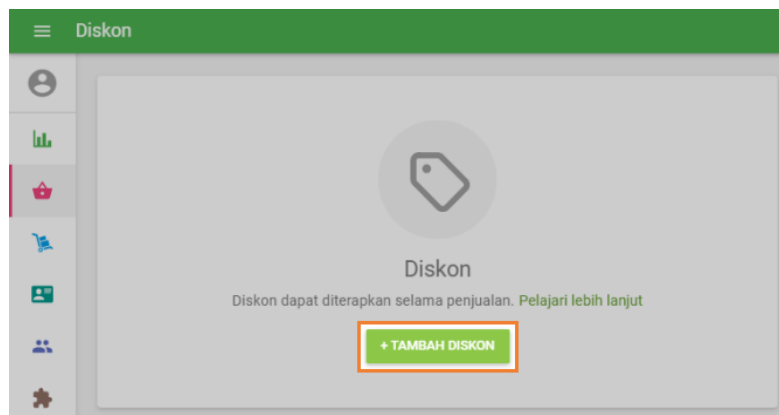 Diskon
Diskon
Diskon dapat diterapkan selama penjualan. Pelajari lebih lanjut
+ TAMBAH DISKON